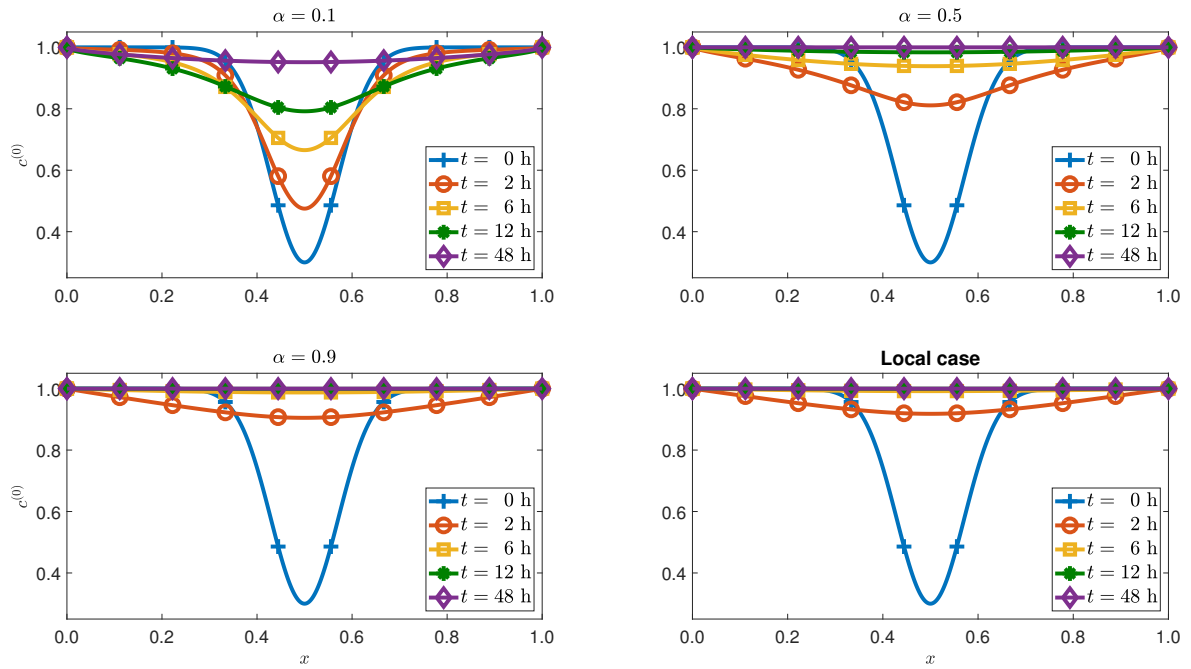 α = 0.1
c(0)
1.0
0.8
0.6
0.4
0.0 0.2 0.4 0.6 0.8 1.0
t = 0 h
t = 2 h
t = 6 h
t = 12 h
t = 48 h
α = 0.5
1.0
0.8
0.6
0.4
0.0 0.2 0.4 0.6 0.8 1.0
t = 0 h
t = 2 h
t = 6 h
t = 12 h
t = 48 h
α = 0.9
c(0)
1.0
0.8
0.6
0.4
0.0 0.2 0.4 0.6 0.8 1.0
x
t = 0 h
t = 2 h
t = 6 h
t = 12 h
t = 48 h
Local case
1.0
0.8
0.6
0.4
0.0 0.2 0.4 0.6 0.8 1.0
x
t = 0 h
t = 2 h
t = 6 h
t = 12 h
t = 48 h